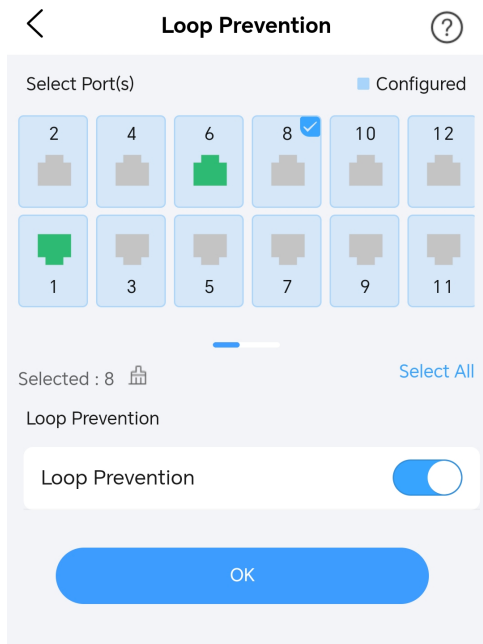 Loop Prevention
Select Port(s)
Configured
2 4 6 8 10 12
1 3 5 7 9 11
Selected : 8
Select All
Loop Prevention
Loop Prevention
OK